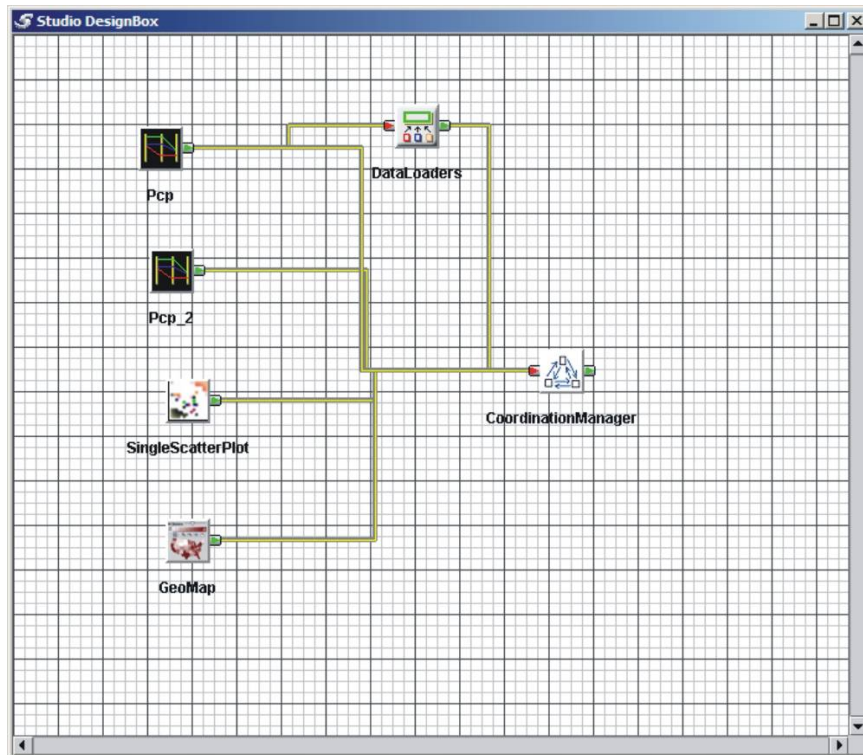 Studio DesignBox
DataLoaders
Pcp
Pcp_2
CoordinationManager
SingleScatterPlot
GeoMap